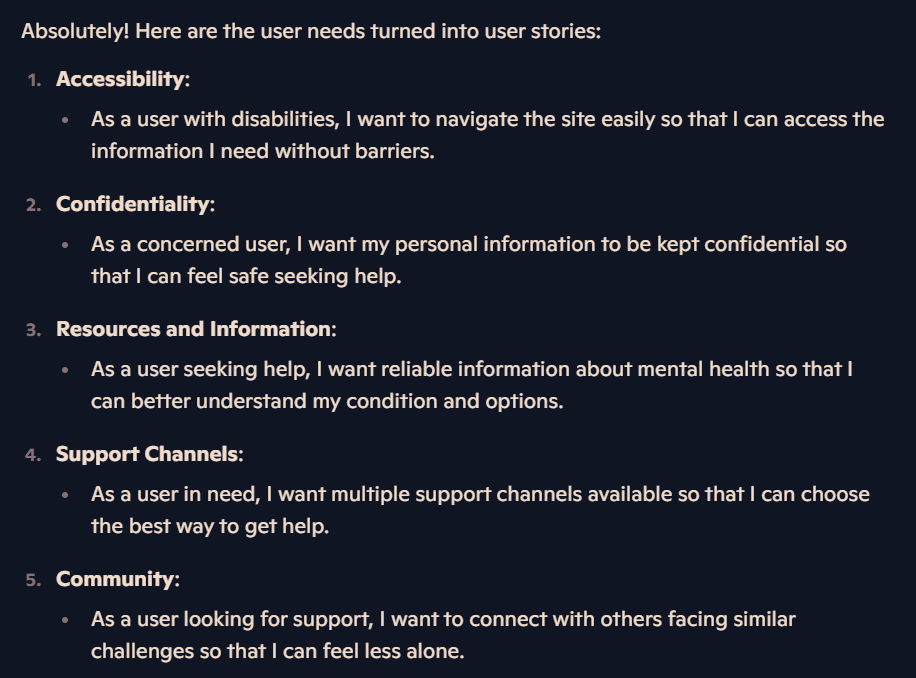 Absolutely! Here are the user needs turned into user stories:
1. Accessibility:
• As a user with disabilities, I want to navigate the site easily so that I can access the
information I need without barriers.
2. Confidentiality:
• As a concerned user, I want my personal information to be kept confidential so
that I can feel safe seeking help.
3. Resources and Information:
• As a user seeking help, I want reliable information about mental health so that I
can better understand my condition and options.
4. Support Channels:
• As a user in need, I want multiple support channels available so that I can choose
the best way to get help.
5. Community:
• As a user looking for support, I want to connect with others facing similar
challenges so that I can feel less alone.